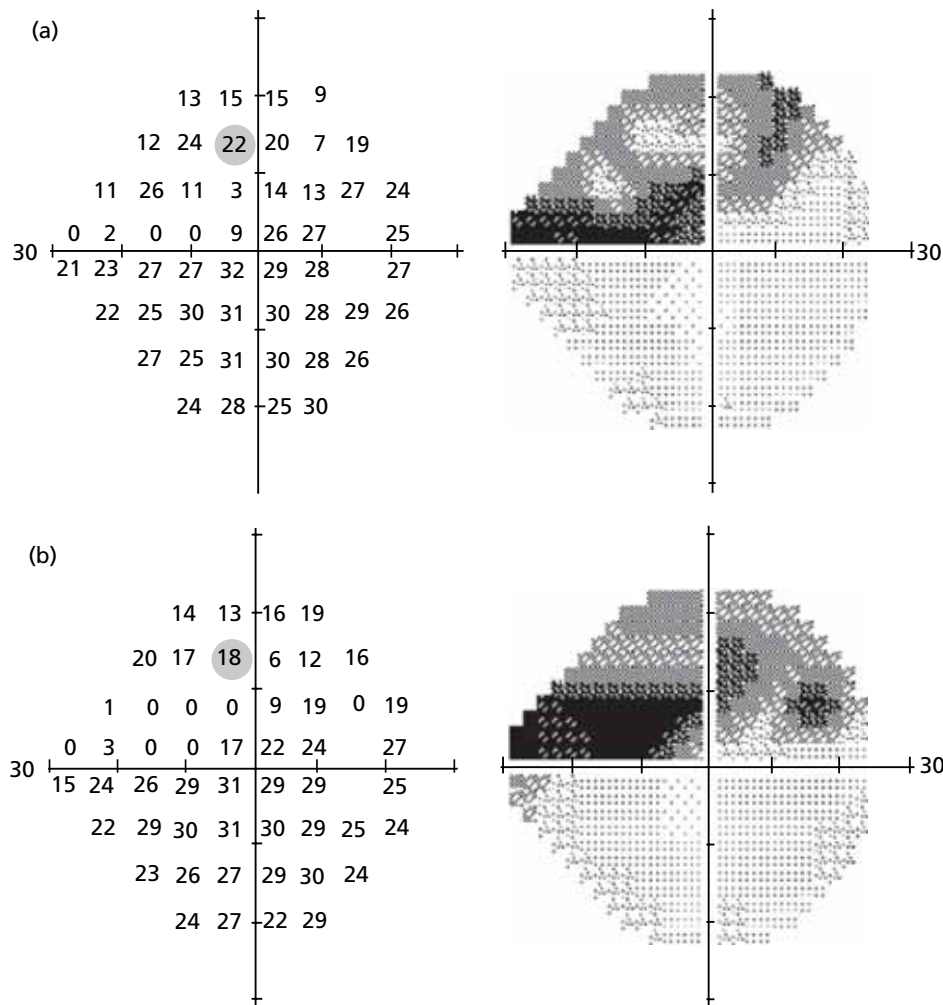 (a)
13 15 15 9
12 24 22 20 7 19
11 26 11 3 14 13 27 24
0 2 0 0 9 26 27 25
30 30
21 23 27 27 32 29 28 27
22 25 30 31 30 28 29 26
27 25 31 30 28 26
24 28 25 30
(b)
14 13 16 19
20 17 18 6 12 16
1 0 0 0 9 19 0 19
0 3 0 0 17 22 24 27
30 30
15 24 26 29 31 29 29 25
22 29 30 31 30 29 25 24
23 26 27 29 30 24
24 27 22 29